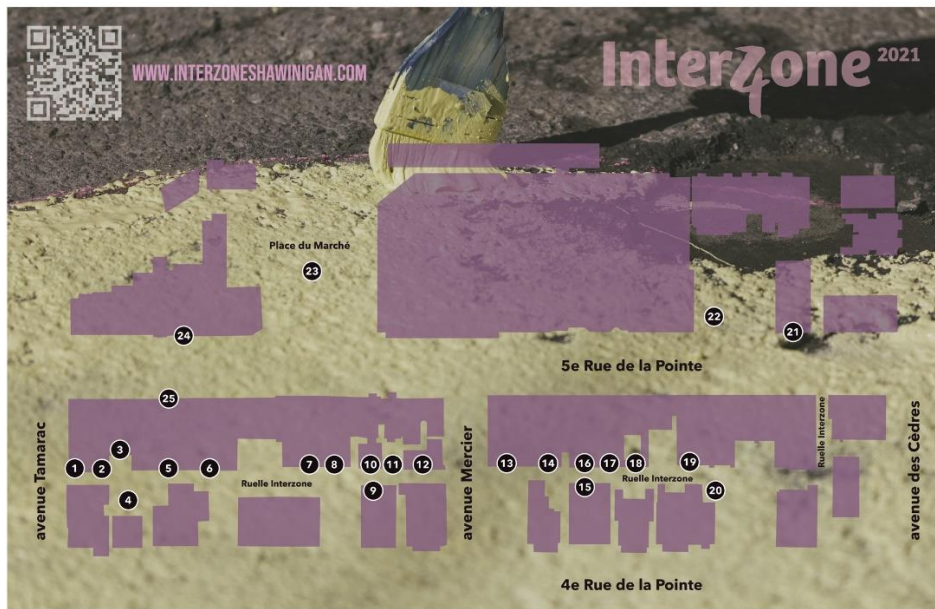 WWW.INTERZONESHAWINIGAN.COM
Interzone 2021
4
Place du Marché
23
22
21
24
5e Rue de la Pointe
25
avenue Tamarac
avenue Mercier
Ruelle Interzone
avenue des Cèdres
3
1
2
5
6
7
8
10
11
12
13
14
16
17
18
19
Ruelle Interzone
Ruelle Interzone
4
9
15
20
4e Rue de la Pointe